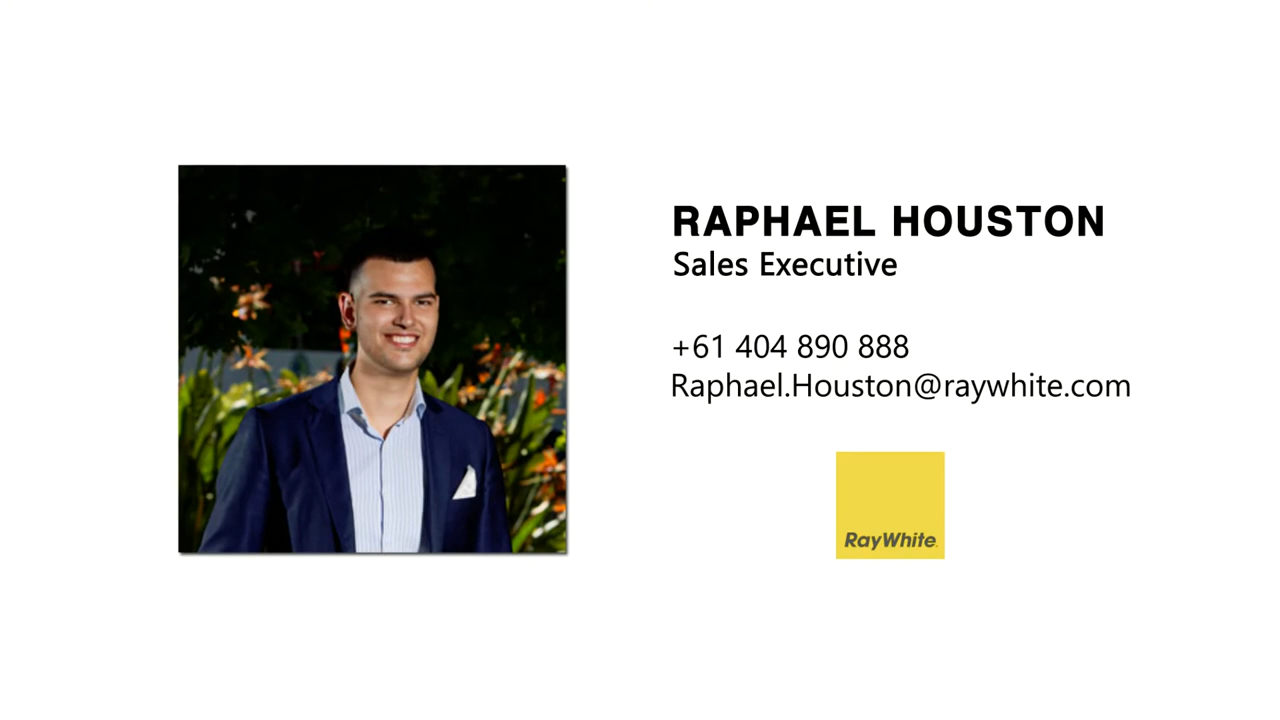 RAPHAEL HOUSTON
Sales Executive
+61 404 890 888
Raphael.Houston@raywhite.com
RayWhite.